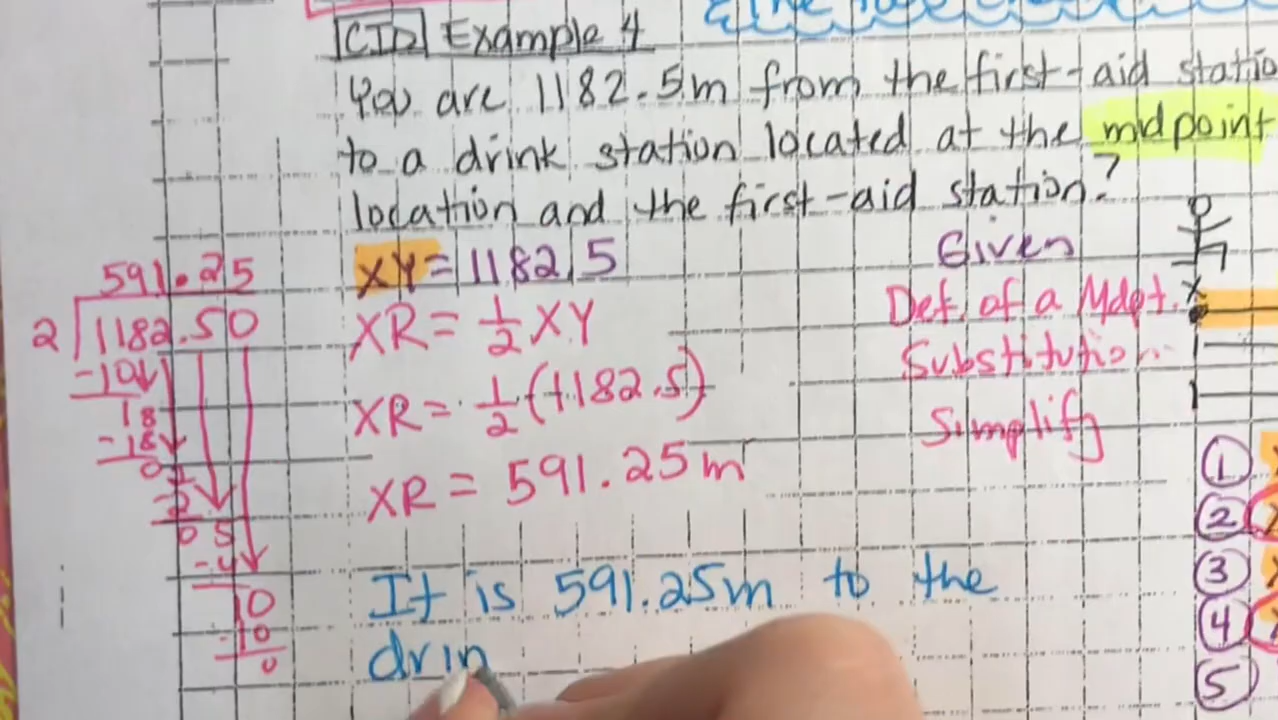 CID Example 4
You are 1182.5m from the first-aid statio
to a drink station located at the midpoint
location and the first-aid station?
XY = 1182.5 Given
XR = 1/2 XY Def. of a Mdpt.
XR = 1/2 (1182.5) Substitution
XR = 591.25m Simplify
It is 591.25m to the
drin
591.25
2 1182.50
-10
18
-18
02
-2
05
-4
10
-10
0
X
1
2
3
4
5